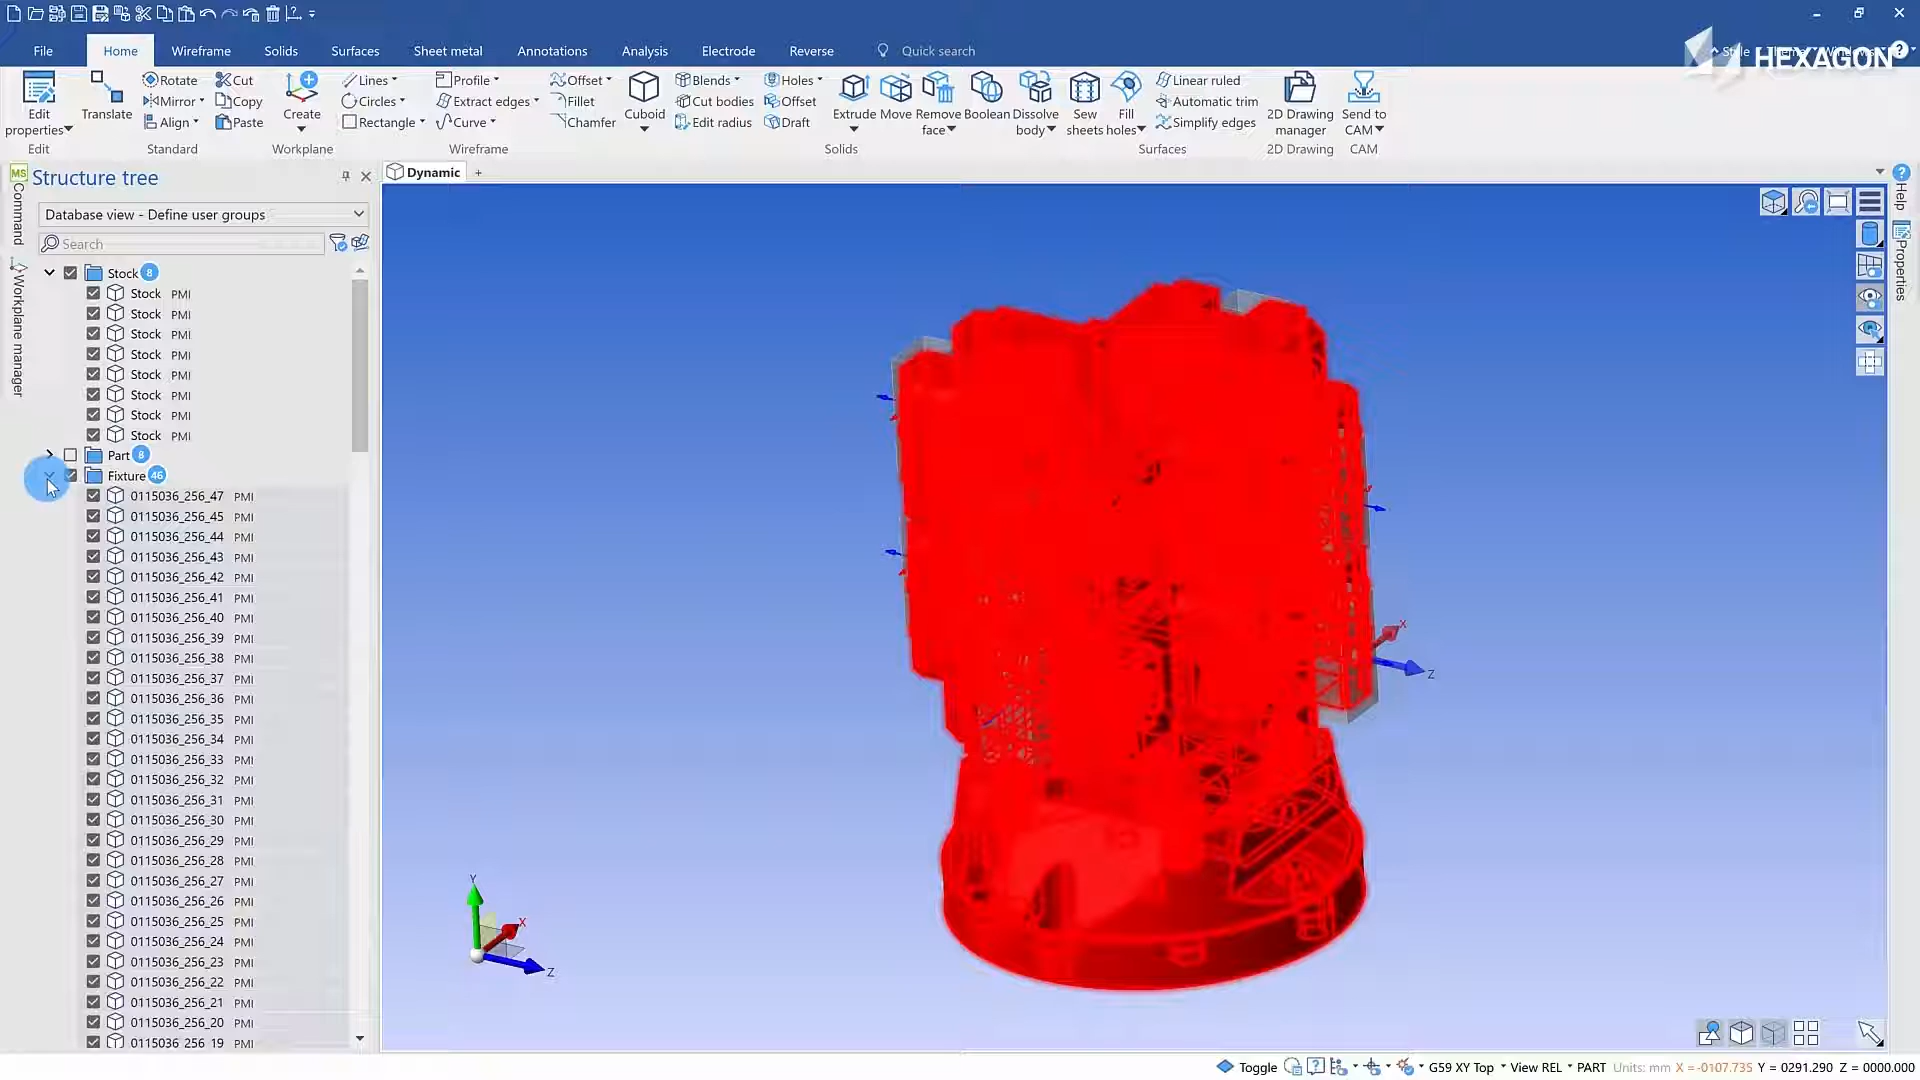 Style
HEXAGON
File
Home
Wireframe
Solids
Surfaces
Sheet metal
Annotations
Analysis
Electrode
Reverse
Quick search
Edit properties
Translate
Rotate
Mirror
Align
Cut
Copy
Paste
Create
Lines
Circles
Rectangle
Profile
Extract edges
Curve
Offset
Fillet
Chamfer
Cuboid
Blends
Cut bodies
Edit radius
Holes
Offset
Draft
Extrude
Move
Remove face
Boolean
Dissolve body
Sew sheets
Fill holes
Linear ruled
Automatic trim
Simplify edges
2D Drawing manager
Send to CAM
Edit
Standard
Workplane
Wireframe
Solids
Surfaces
2D Drawing
CAM
MS
Command
Workplane manager
Structure tree
Dynamic
+
Help
Properties
Database view - Define user groups
Search
Stock 8
Stock PMI
Stock PMI
Stock PMI
Stock PMI
Stock PMI
Stock PMI
Stock PMI
Stock PMI
Part 8
Fixture 46
0115036_256_47 PMI
0115036_256_45 PMI
0115036_256_44 PMI
0115036_256_43 PMI
0115036_256_42 PMI
0115036_256_41 PMI
0115036_256_40 PMI
0115036_256_39 PMI
0115036_256_38 PMI
0115036_256_37 PMI
0115036_256_36 PMI
0115036_256_35 PMI
0115036_256_34 PMI
0115036_256_33 PMI
0115036_256_32 PMI
0115036_256_31 PMI
0115036_256_30 PMI
0115036_256_29 PMI
0115036_256_28 PMI
0115036_256_27 PMI
0115036_256_26 PMI
0115036_256_25 PMI
0115036_256_24 PMI
0115036_256_23 PMI
0115036_256_22 PMI
0115036_256_21 PMI
0115036_256_20 PMI
0115036_256_19 PMI
X
Z
Y
X
Z
Toggle
G59 XY Top
View REL
PART
Units: mm X = -0107.735 Y = 0291.290 Z = 0000.000